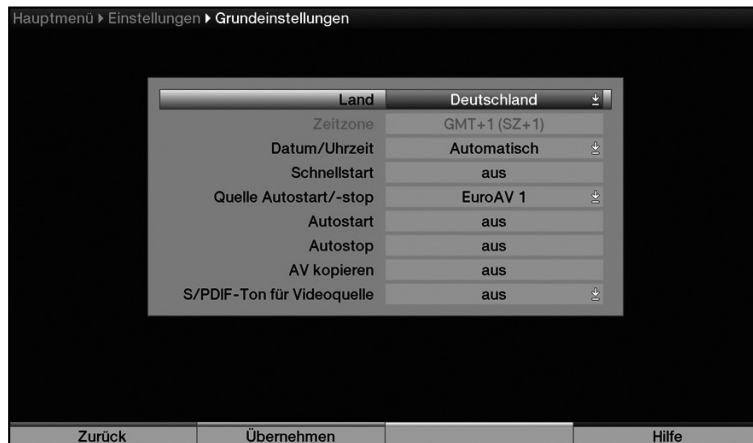 Hauptmenü ▸ Einstellungen ▸ Grundeinstellungen
Land Deutschland
Zeitzone GMT+1 (SZ+1)
Datum/Uhrzeit Automatisch
Schnellstart aus
Quelle Autostart/-stop EuroAV 1
Autostart aus
Autostop aus
AV kopieren aus
S/PDIF-Ton für Videoquelle aus
Zurück Übernehmen Hilfe